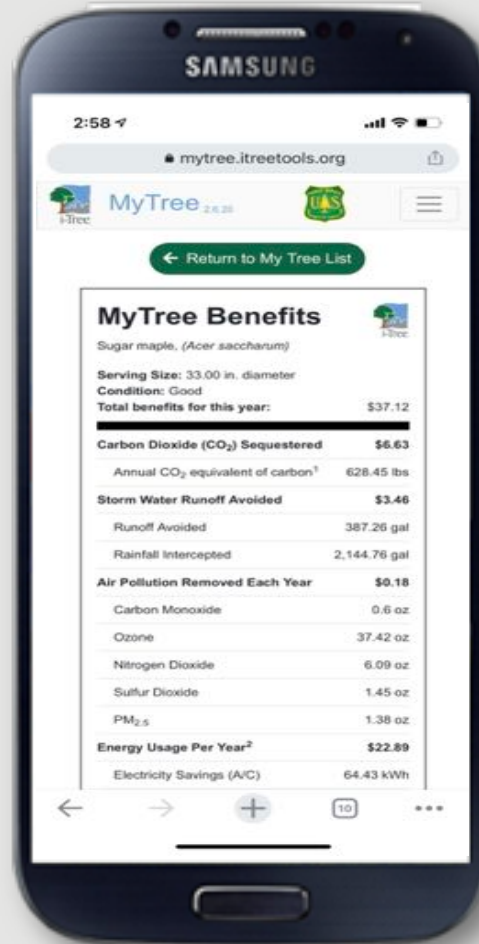 SAMSUNG
2:58
mytree.itreetools.org
i-Tree MyTree 2.6.20 U S
← Return to My Tree List
MyTree Benefits
i-Tree
Sugar maple, (Acer saccharum)
Serving Size: 33.00 in. diameter
Condition: Good
Total benefits for this year: $37.12
Carbon Dioxide (CO₂) Sequestered $6.63
Annual CO₂ equivalent of carbon¹ 628.45 lbs
Storm Water Runoff Avoided $3.46
Runoff Avoided 387.26 gal
Rainfall Intercepted 2,144.76 gal
Air Pollution Removed Each Year $0.18
Carbon Monoxide 0.6 oz
Ozone 37.42 oz
Nitrogen Dioxide 6.09 oz
Sulfur Dioxide 1.45 oz
PM₂.₅ 1.38 oz
Energy Usage Per Year² $22.89
Electricity Savings (A/C) 64.43 kWh
10